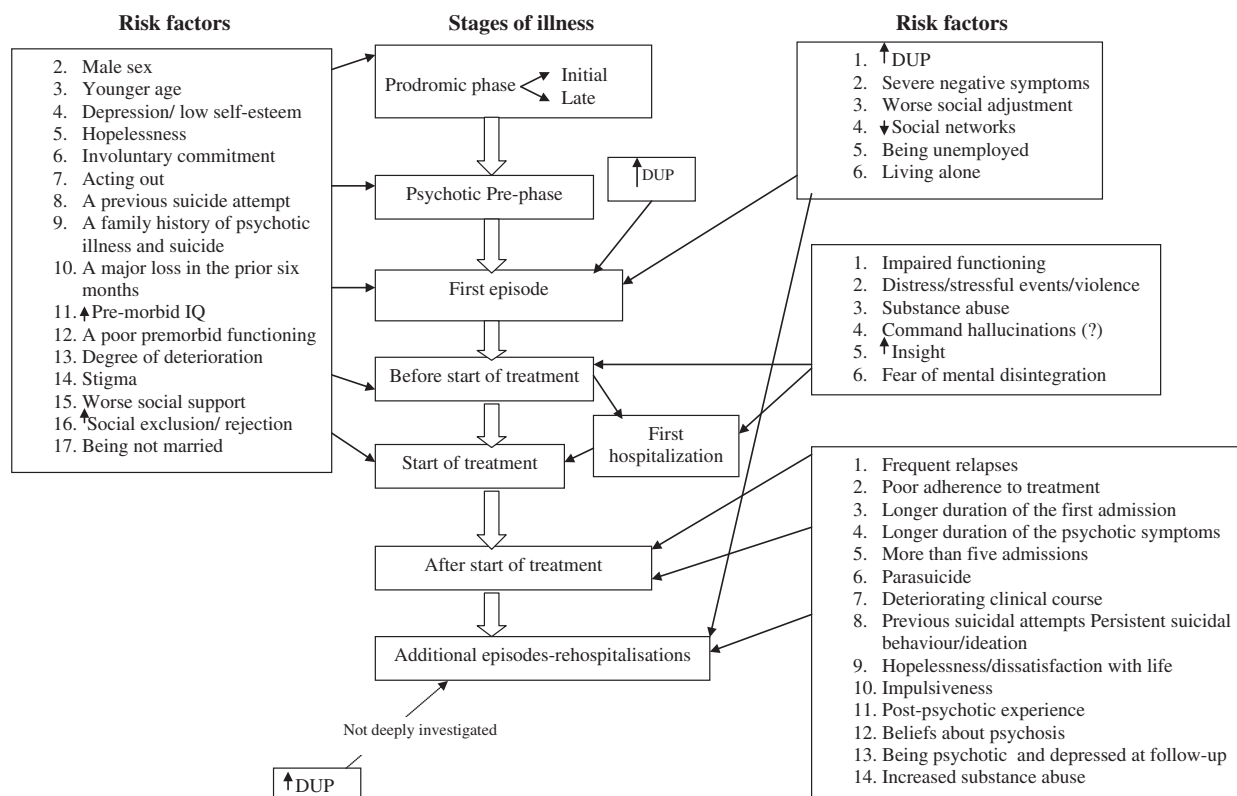 Risk factors
2. Male sex
3. Younger age
4. Depression/ low self-esteem
5. Hopelessness
6. Involuntary commitment
7. Acting out
8. A previous suicide attempt
9. A family history of psychotic
illness and suicide
10. A major loss in the prior six
months
11. ↑Pre-morbid IQ
12. A poor premorbid functioning
13. Degree of deterioration
14. Stigma
15. Worse social support
16. ↑Social exclusion/ rejection
17. Being not married
Stages of illness
Prodromic phase
Initial
Late
Psychotic Pre-phase
↑DUP
First episode
Before start of treatment
First
hospitalization
Start of treatment
After start of treatment
Additional episodes-rehospitalisations
Not deeply investigated
↑DUP
Risk factors
1. ↑DUP
2. Severe negative symptoms
3. Worse social adjustment
4. ↓Social networks
5. Being unemployed
6. Living alone
1. Impaired functioning
2. Distress/stressful events/violence
3. Substance abuse
4. Command hallucinations (?)
5. ↑Insight
6. Fear of mental disintegration
1. Frequent relapses
2. Poor adherence to treatment
3. Longer duration of the first admission
4. Longer duration of the psychotic symptoms
5. More than five admissions
6. Parasuicide
7. Deteriorating clinical course
8. Previous suicidal attempts Persistent suicidal
behaviour/ideation
9. Hopelessness/dissatisfaction with life
10. Impulsiveness
11. Post-psychotic experience
12. Beliefs about psychosis
13. Being psychotic and depressed at follow-up
14. Increased substance abuse